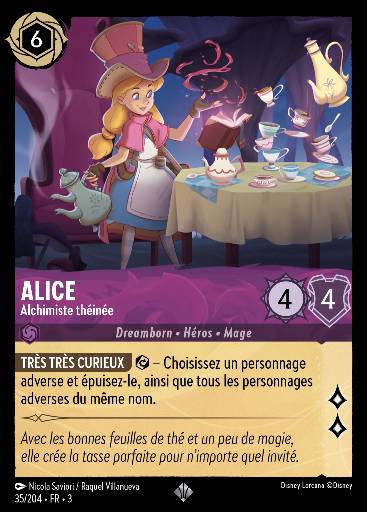 6
ALICE
Alchimiste théinée
4
4
Dreamborn • Héros • Mage
TRÈS TRÈS CURIEUX – Choisissez un personnage
adverse et épuisez-le, ainsi que tous les personnages
adverses du même nom.
Avec les bonnes feuilles de thé et un peu de magie,
elle crée la tasse parfaite pour n'importe quel invité.
Nicola Saviori / Raquel Villanueva
35/204 • FR • 3
Disney Lorcana ©Disney